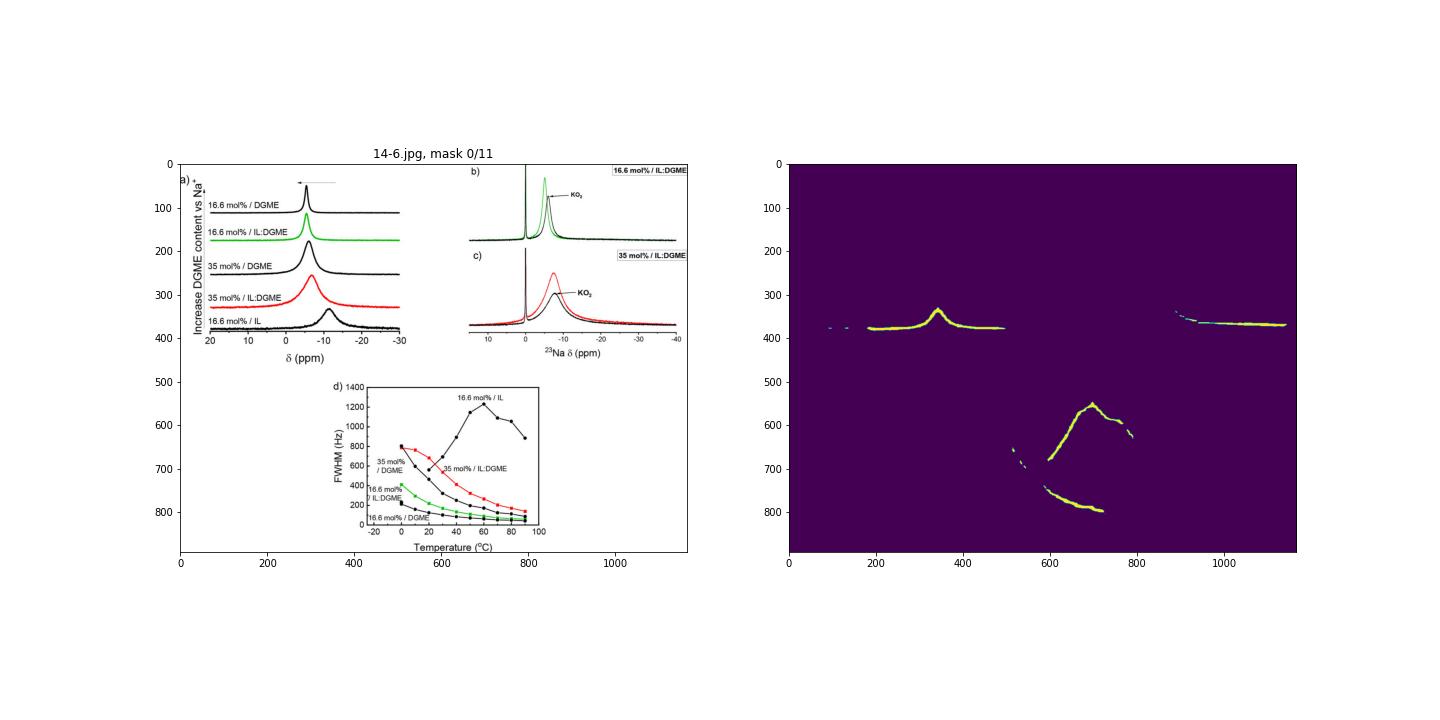 14-6.jpg, mask 0/11
0
100
200
300
400
500
600
700
800
0
200
400
600
800
1000
a)
Increase DGME content vs Na+
16.6 mol% / DGME
16.6 mol% / IL:DGME
35 mol% / DGME
35 mol% / IL:DGME
16.6 mol% / IL
20
10
0
-10
-20
-30
δ (ppm)
b)
16.6 mol% / IL:DGME
KO2
c)
35 mol% / IL:DGME
KO2
10
0
-10
-20
-30
-40
23Na δ (ppm)
d)
1400
1200
1000
800
600
400
200
0
FWHM (Hz)
16.6 mol% / IL
35 mol%
/ DGME
35 mol% / IL:DGME
16.6 mol%
/ IL:DGME
16.6 mol% / DGME
-20
0
20
40
60
80
100
Temperature (°C)
0
100
200
300
400
500
600
700
800
0
200
400
600
800
1000